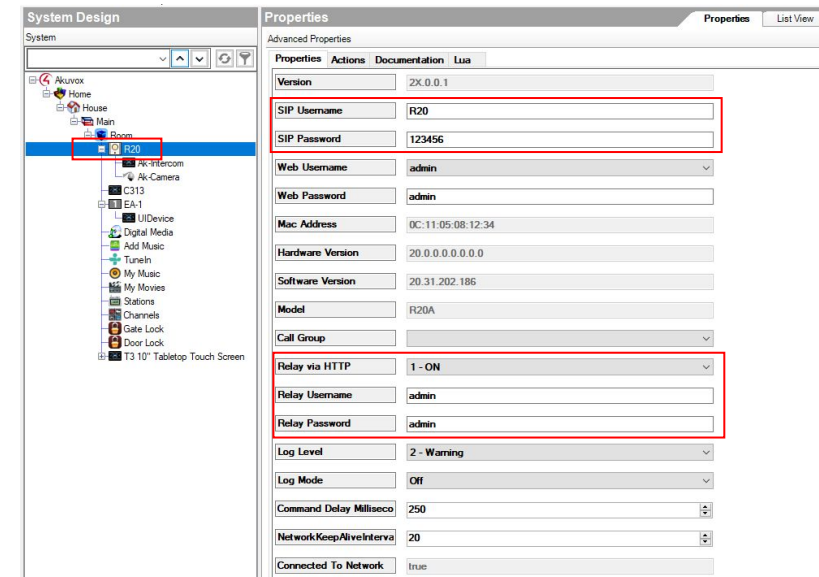 System Design
System
Akuvox
Home
House
Main
Room
R20
Ak-Intercom
Ak-Camera
C313
EA-1
UIDevice
Digital Media
Add Music
TuneIn
My Music
My Movies
Stations
Channels
Gate Lock
Door Lock
T3 10" Tabletop Touch Screen
Properties
Properties List View
Advanced Properties
Properties Actions Documentation Lua
Version 2X.0.0.1
SIP Username R20
SIP Password 123456
Web Username admin
Web Password admin
Mac Address 0C:11:05:08:12:34
Hardware Version 20.0.0.0.0.0.0
Software Version 20.31.202.186
Model R20A
Call Group
Relay via HTTP 1 - ON
Relay Username admin
Relay Password admin
Log Level 2 - Warning
Log Mode Off
Command Delay Milliseco 250
NetworkKeepAliveInterva 20
Connected To Network true